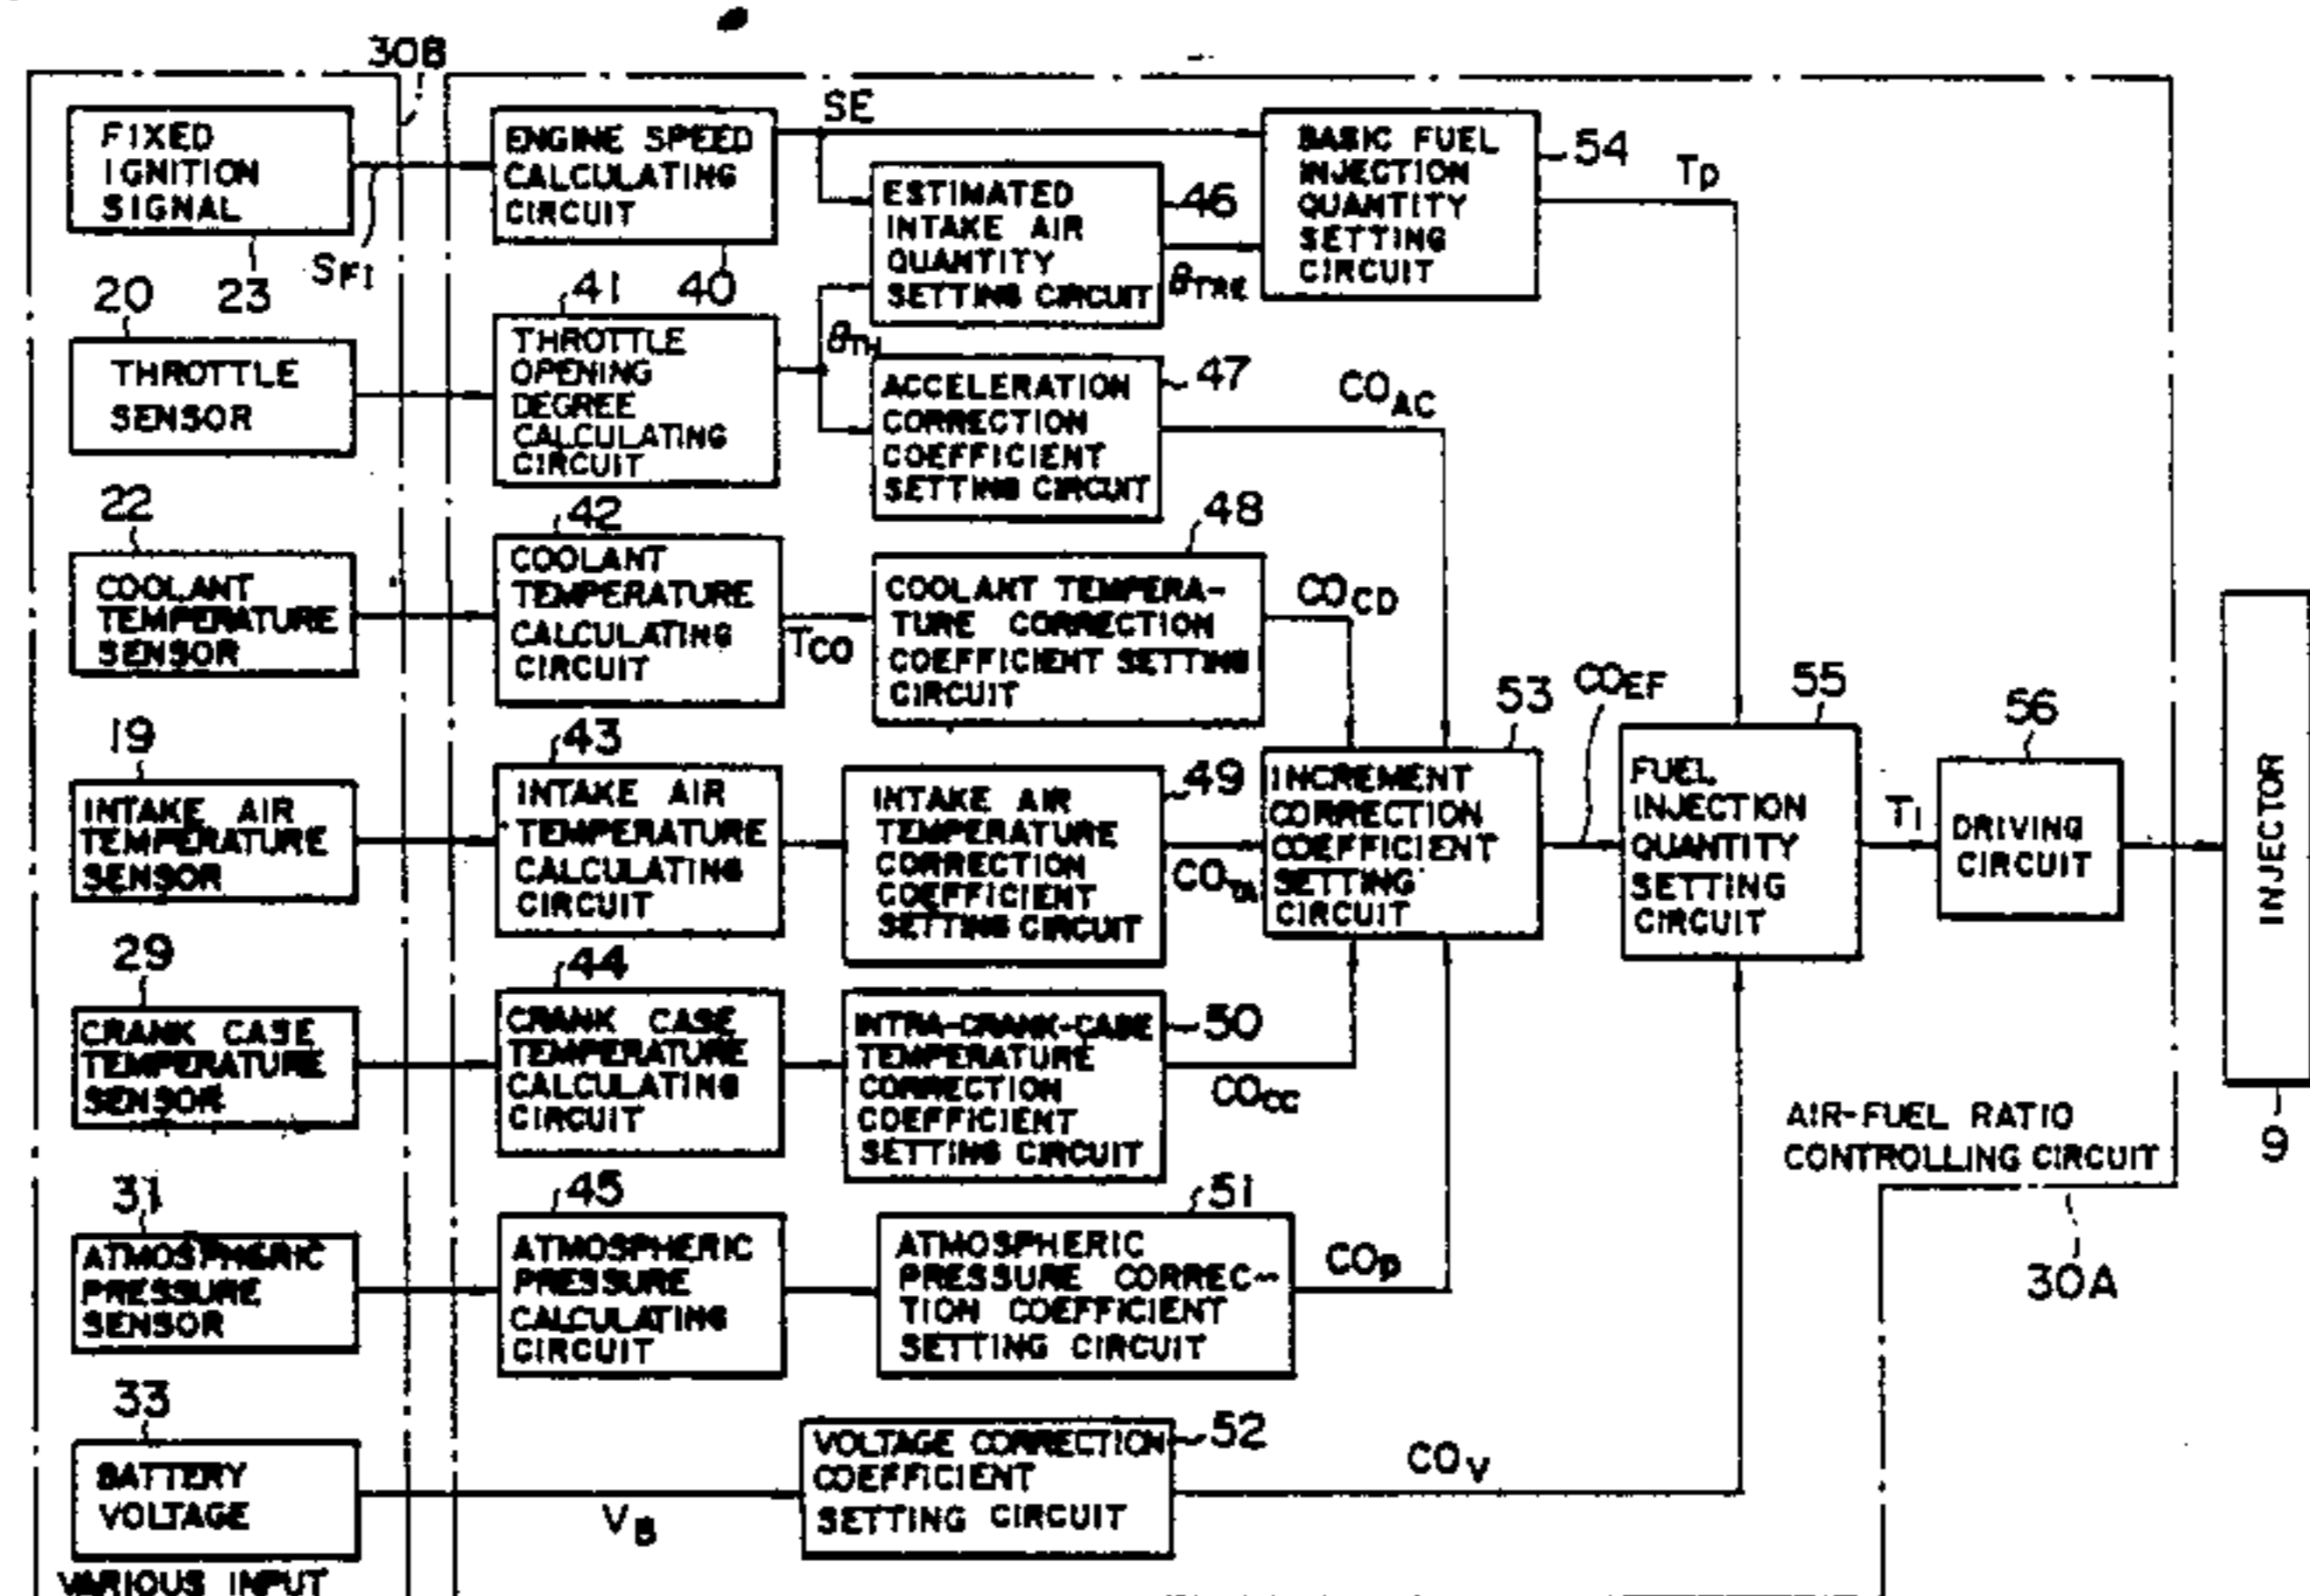 30B
FIXED
IGNITION
SIGNAL
SFI
23
ENGINE SPEED
CALCULATING
CIRCUIT
40
SE
ESTIMATED
INTAKE AIR
QUANTITY
SETTING CIRCUIT
46
θTRE
BASIC FUEL
INJECTION
QUANTITY
SETTING
CIRCUIT
54
TP
20
THROTTLE
SENSOR
41
THROTTLE
OPENING
DEGREE
CALCULATING
CIRCUIT
θTH
ACCELERATION
CORRECTION
COEFFICIENT
SETTING CIRCUIT
47
COAC
22
COOLANT
TEMPERATURE
SENSOR
42
COOLANT
TEMPERATURE
CALCULATING
CIRCUIT
TCO
48
COOLANT TEMPERA-
TURE CORRECTION
COEFFICIENT SETTING
CIRCUIT
COCD
19
INTAKE AIR
TEMPERATURE
SENSOR
43
INTAKE AIR
TEMPERATURE
CALCULATING
CIRCUIT
49
INTAKE AIR
TEMPERATURE
CORRECTION
COEFFICIENT
SETTING CIRCUIT
COTA
53
INCREMENT
CORRECTION
COEFFICIENT
SETTING
CIRCUIT
COEF
55
FUEL
INJECTION
QUANTITY
SETTING
CIRCUIT
TI
56
DRIVING
CIRCUIT
INJECTOR
9
29
CRANK CASE
TEMPERATURE
SENSOR
44
CRANK CASE
TEMPERATURE
CALCULATING
CIRCUIT
INTRA-CRANK-CASE
TEMPERATURE
CORRECTION
COEFFICIENT
SETTING CIRCUIT
50
COCC
AIR-FUEL RATIO
CONTROLLING CIRCUIT
30A
31
ATMOSPHERIC
PRESSURE
SENSOR
45
ATMOSPHERIC
PRESSURE
CALCULATING
CIRCUIT
51
ATMOSPHERIC
PRESSURE CORREC-
TION COEFFICIENT
SETTING CIRCUIT
COP
33
BATTERY
VOLTAGE
VB
VOLTAGE CORRECTION
COEFFICIENT
SETTING CIRCUIT
52
COV
VARIOUS INPUT